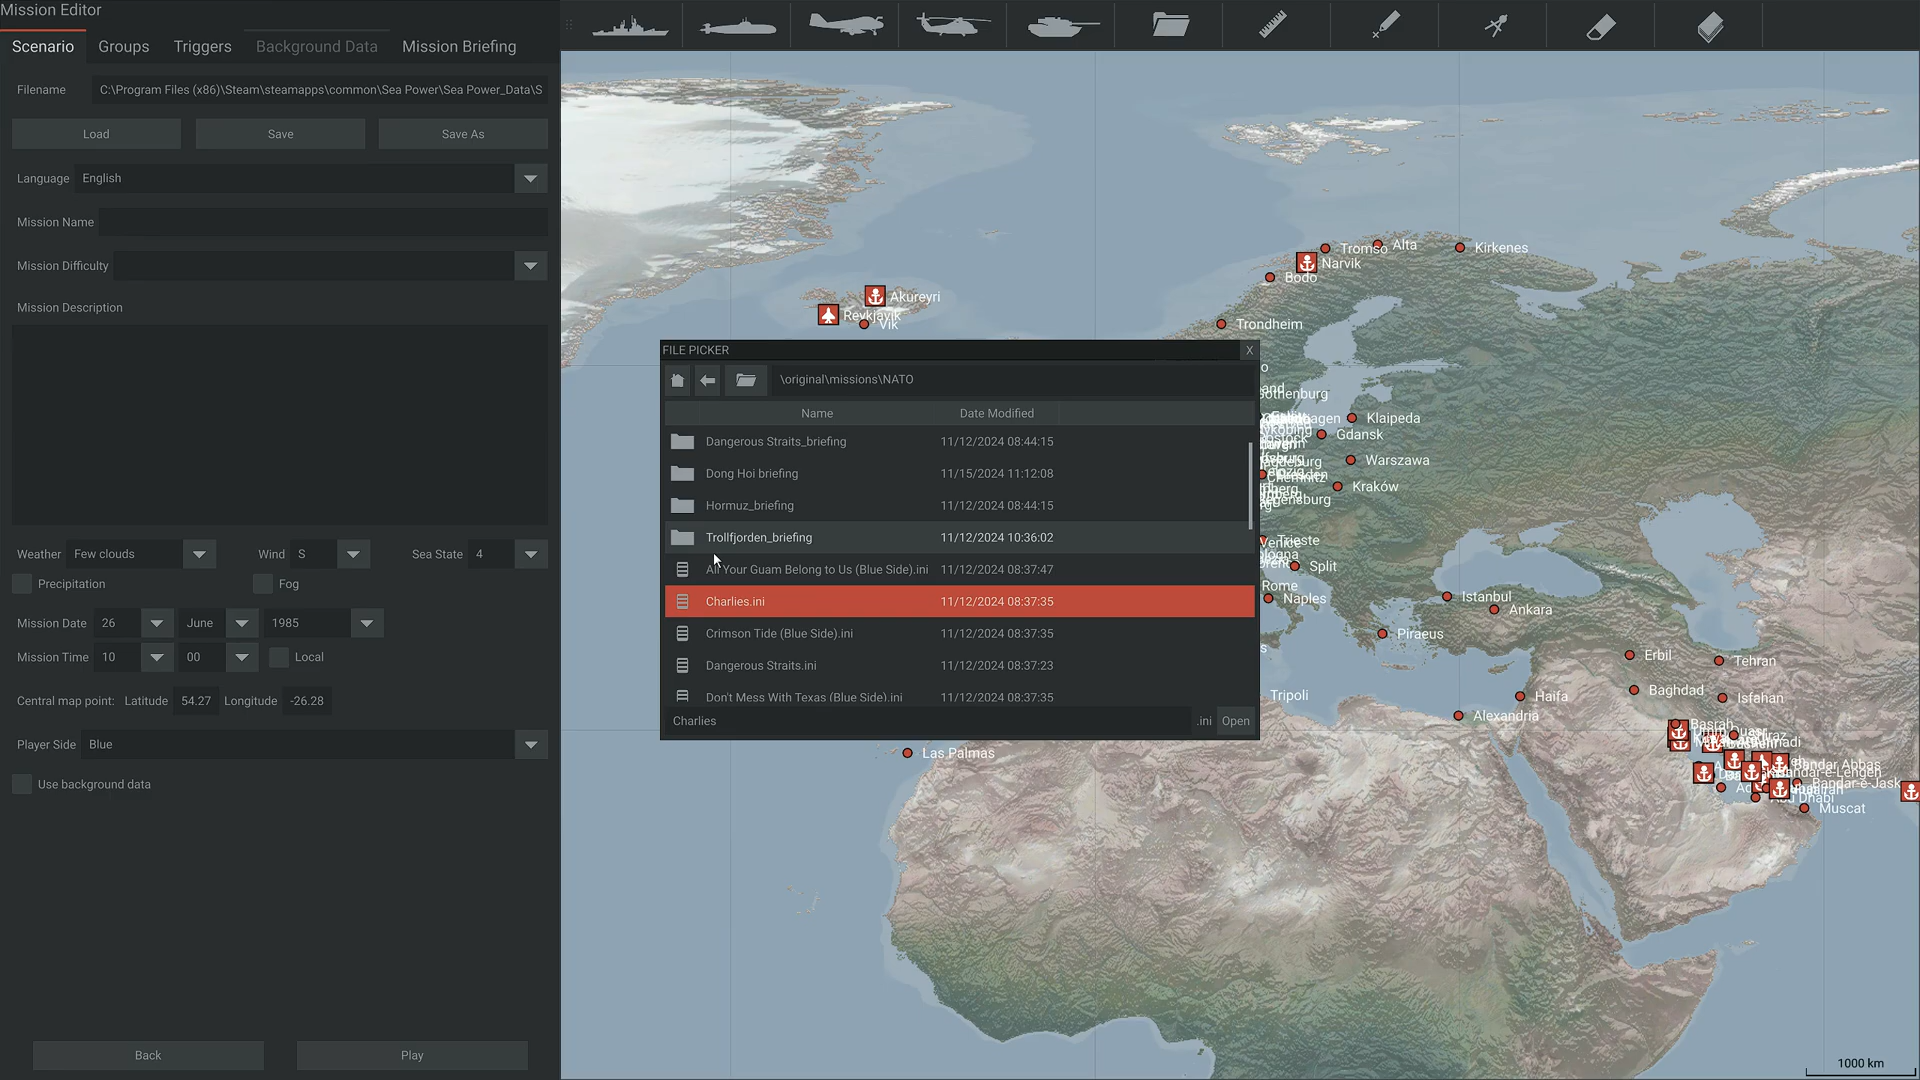 Mission Editor
Scenario Groups Triggers Background Data Mission Briefing
Filename C:\Program Files (x86)\Steam\steamapps\common\Sea Power\Sea Power_Data\S
Load Save Save As
Language English
Mission Name
Mission Difficulty
Mission Description
Weather Few clouds Wind S Sea State 4
Precipitation Fog
Mission Date 26 June 1985
Mission Time 10 00 Local
Central map point: Latitude 54.27 Longitude -26.28
Player Side Blue
Use background data
Back Play
Tromso Alta Kirkenes
Narvik
Bodo
Akureyri
Reykjavik
Vik
Trondheim
FILE PICKER X
\original\missions\NATO
Name Date Modified
Dangerous Straits_briefing 11/12/2024 08:44:15
Dong Hoi briefing 11/15/2024 11:12:08
Hormuz_briefing 11/12/2024 08:44:15
Trollfjorden_briefing 11/12/2024 10:36:02
All Your Guam Belong to Us (Blue Side).ini 11/12/2024 08:37:47
Charlies.ini 11/12/2024 08:37:35
Crimson Tide (Blue Side).ini 11/12/2024 08:37:35
Dangerous Straits.ini 11/12/2024 08:37:23
Don't Mess With Texas (Blue Side).ini 11/12/2024 08:37:35
Charlies .ini Open
Klaipeda
Gdansk
Warszawa
Kraków
Trieste
Split
Rome
Naples
Istanbul
Ankara
Piraeus
Erbil
Tehran
Baghdad
Isfahan
Tripoli
Haifa
Alexandria
Basrah
Las Palmas
Bandar Abbas
Bandar-e-Lengeh
Bandar-e-Jask
Abu Dhabi
Muscat
1000 km